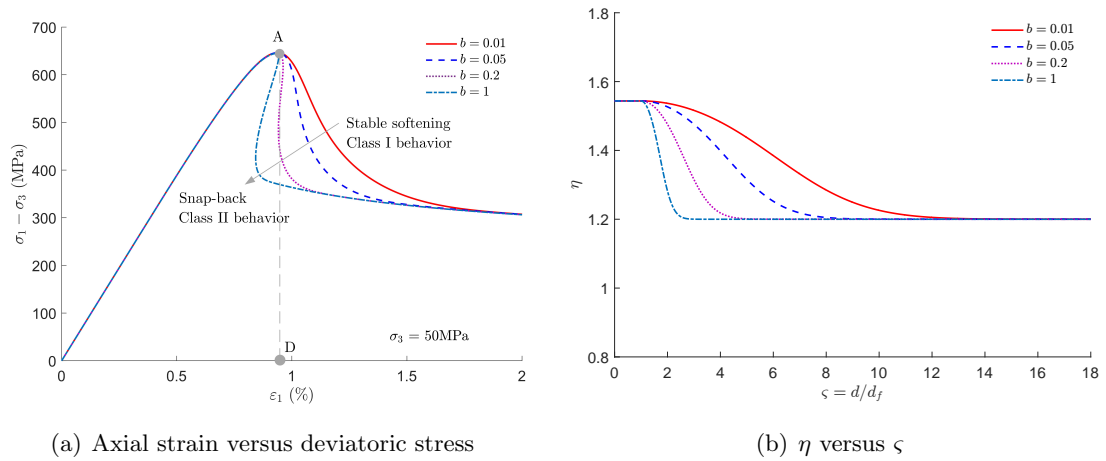 700
600
500
400
300
200
100
0
σ₁ − σ₃ (MPa)
A
b = 0.01
b = 0.05
b = 0.2
b = 1
Stable softening
Class I behavior
Snap-back
Class II behavior
σ₃ = 50MPa
D
0 0.5 1 1.5 2
ε₁ (%)
(a) Axial strain versus deviatoric stress
1.8
1.6
1.4
1.2
1
0.8
η
b = 0.01
b = 0.05
b = 0.2
b = 1
0 2 4 6 8 10 12 14 16 18
ς = d/d_f
(b) η versus ς